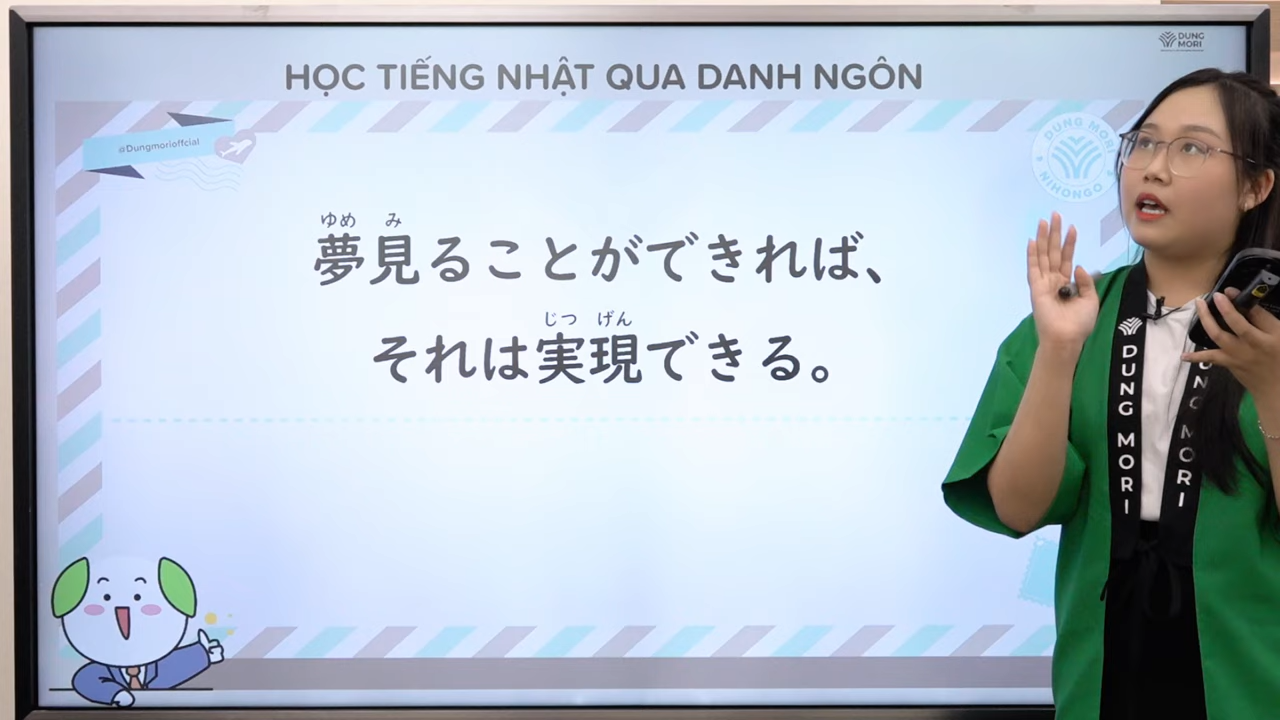 DUNG
MORI
HỌC TIẾNG NHẬT QUA DANH NGÔN
@Dungmorioffcial
DUNG MORI
NIHONGO
ゆめ み
夢見ることができれば、
じつ げん
それは実現できる。
DUNG MORI
DUNG MORI